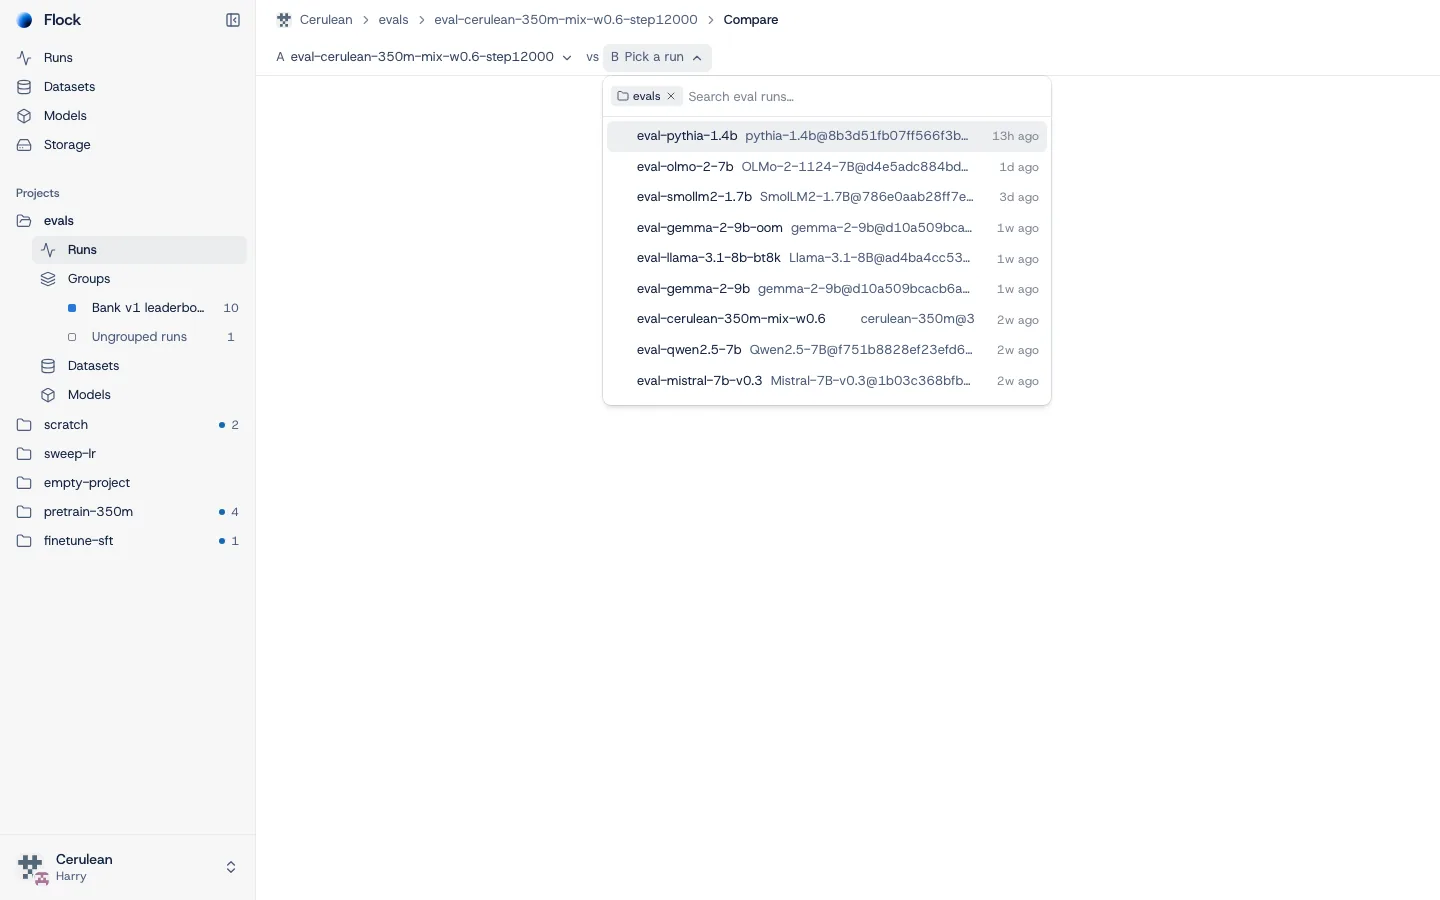 Flock
Runs
Datasets
Models
Storage
Projects
evals
Runs
Groups
Bank v1 leaderbo… 10
Ungrouped runs 1
Datasets
Models
scratch 2
sweep-lr
empty-project
pretrain-350m 4
finetune-sft 1
Cerulean
Harry
Cerulean > evals > eval-cerulean-350m-mix-w0.6-step12000 > Compare
A eval-cerulean-350m-mix-w0.6-step12000 vs B Pick a run
evals × Search eval runs…
eval-pythia-1.4b pythia-1.4b@8b3d51fb07ff566f3b… 13h ago
eval-olmo-2-7b OLMo-2-1124-7B@d4e5adc884bd… 1d ago
eval-smollm2-1.7b SmolLM2-1.7B@786e0aab28ff7e… 3d ago
eval-gemma-2-9b-oom gemma-2-9b@d10a509bca… 1w ago
eval-llama-3.1-8b-bt8k Llama-3.1-8B@ad4ba4cc53… 1w ago
eval-gemma-2-9b gemma-2-9b@d10a509bcacb6a… 1w ago
eval-cerulean-350m-mix-w0.6 cerulean-350m@3 2w ago
eval-qwen2.5-7b Qwen2.5-7B@f751b8828ef23efd6… 2w ago
eval-mistral-7b-v0.3 Mistral-7B-v0.3@1b03c368bfb… 2w ago